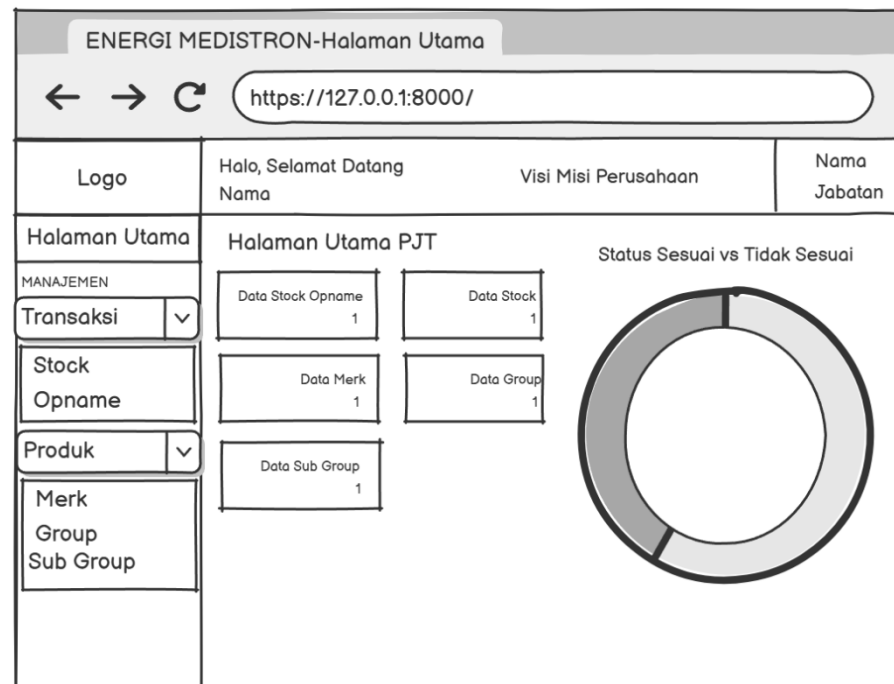 ENERGI MEDISTRON-Halaman Utama
https://127.0.0.1:8000/
Logo
Halo, Selamat Datang
Nama
Visi Misi Perusahaan
Nama
Jabatan
Halaman Utama
MANAJEMEN
Transaksi
Stock
Opname
Produk
Merk
Group
Sub Group
Halaman Utama PJT
Data Stock Opname
1
Data Stock
1
Data Merk
1
Data Group
1
Data Sub Group
1
Status Sesuai vs Tidak Sesuai